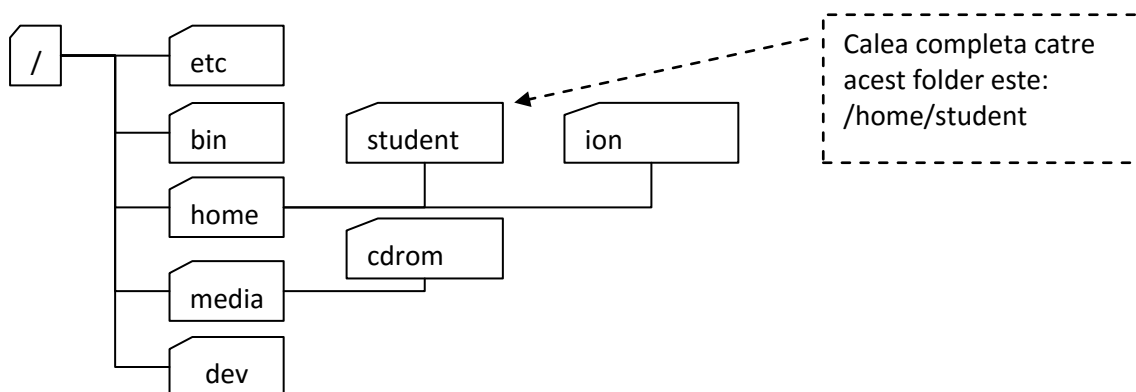 /
etc
bin
home
media
dev
student
ion
cdrom
Calea completa catre
acest folder este:
/home/student